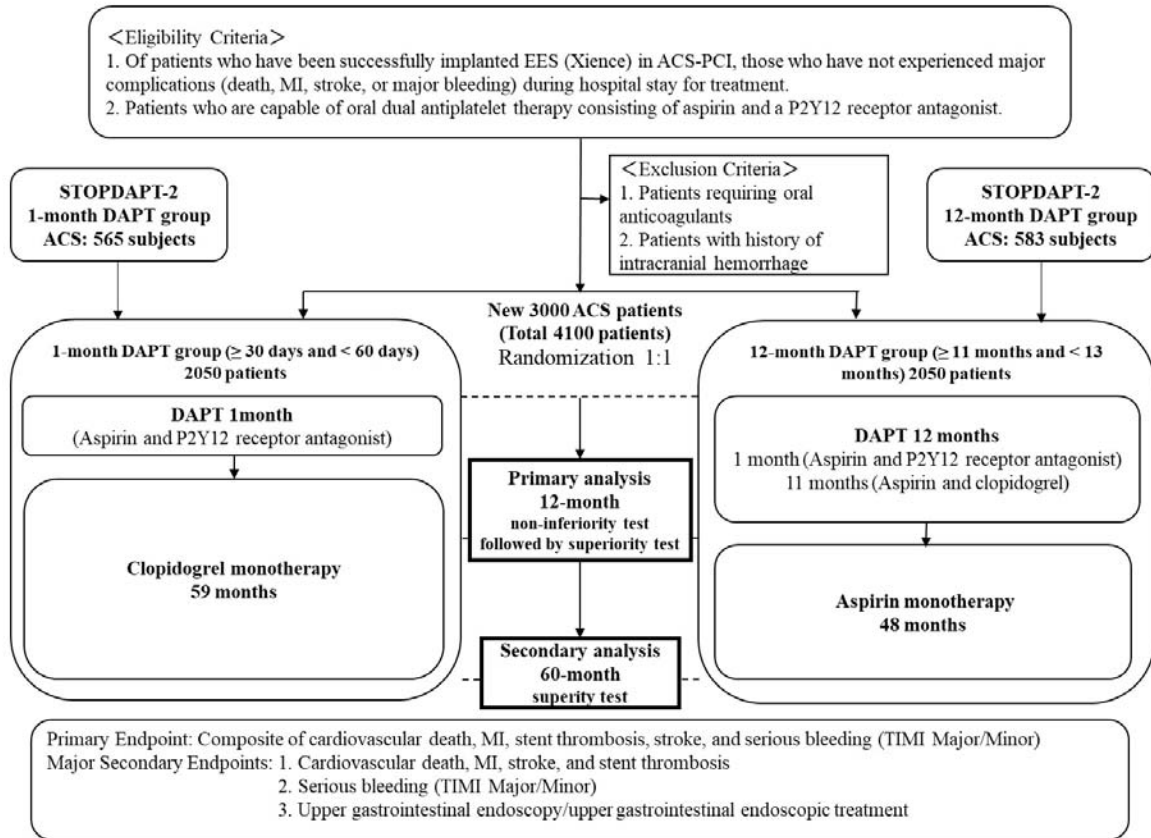 <Eligibility Criteria>
1. Of patients who have been successfully implanted EES (Xience) in ACS-PCI, those who have not experienced major
complications (death, MI, stroke, or major bleeding) during hospital stay for treatment.
2. Patients who are capable of oral dual antiplatelet therapy consisting of aspirin and a P2Y12 receptor antagonist.
<Exclusion Criteria>
1. Patients requiring oral
anticoagulants
2. Patients with history of
intracranial hemorrhage
STOPDAPT-2
1-month DAPT group
ACS: 565 subjects
STOPDAPT-2
12-month DAPT group
ACS: 583 subjects
New 3000 ACS patients
(Total 4100 patients)
Randomization 1:1
1-month DAPT group (≥ 30 days and < 60 days)
2050 patients
DAPT 1month
(Aspirin and P2Y12 receptor antagonist)
Clopidogrel monotherapy
59 months
12-month DAPT group (≥ 11 months and < 13
months) 2050 patients
DAPT 12 months
1 month (Aspirin and P2Y12 receptor antagonist)
11 months (Aspirin and clopidogrel)
Aspirin monotherapy
48 months
Primary analysis
12-month
non-inferiority test
followed by superiority test
Secondary analysis
60-month
superity test
Primary Endpoint: Composite of cardiovascular death, MI, stent thrombosis, stroke, and serious bleeding (TIMI Major/Minor)
Major Secondary Endpoints: 1. Cardiovascular death, MI, stroke, and stent thrombosis
2. Serious bleeding (TIMI Major/Minor)
3. Upper gastrointestinal endoscopy/upper gastrointestinal endoscopic treatment